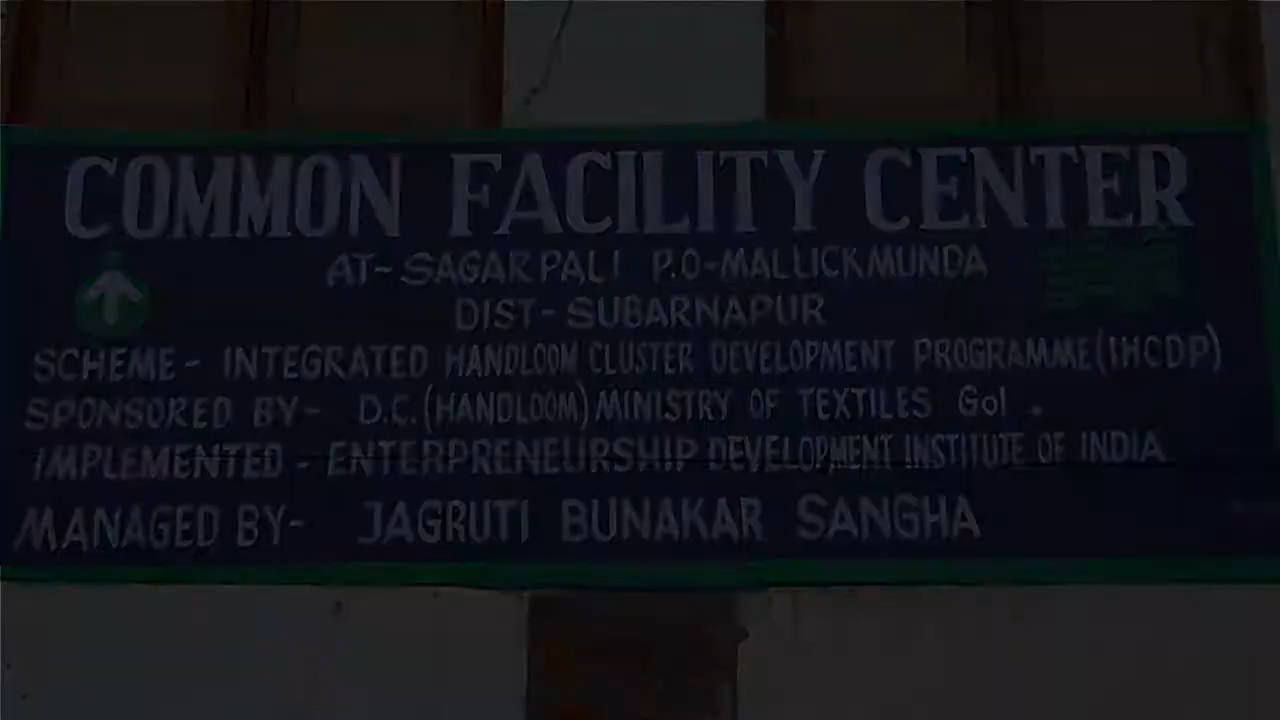 COMMON FACILITY CENTER
AT-SAGARPALI P.O-MALLICKMUNDA
DIST-SUBARNAPUR
SCHEME- INTEGRATED HANDLOOM CLUSTER DEVELOPMENT PROGRAMME(IHCDP)
SPONSORED BY- D.C.(HANDLOOM) MINISTRY OF TEXTILES GoI.
IMPLEMENTED - ENTERPRENEURSHIP DEVELOPMENT INSTITUTE OF INDIA
MANAGED BY- JAGRUTI BUNAKAR SANGHA